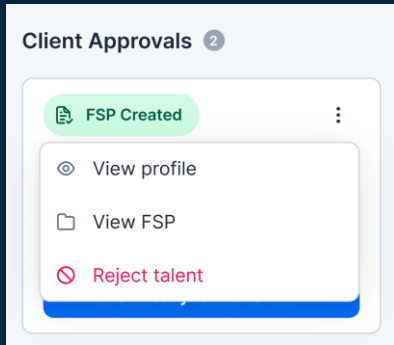 Client Approvals 2
FSP Created
View profile
View FSP
Reject talent